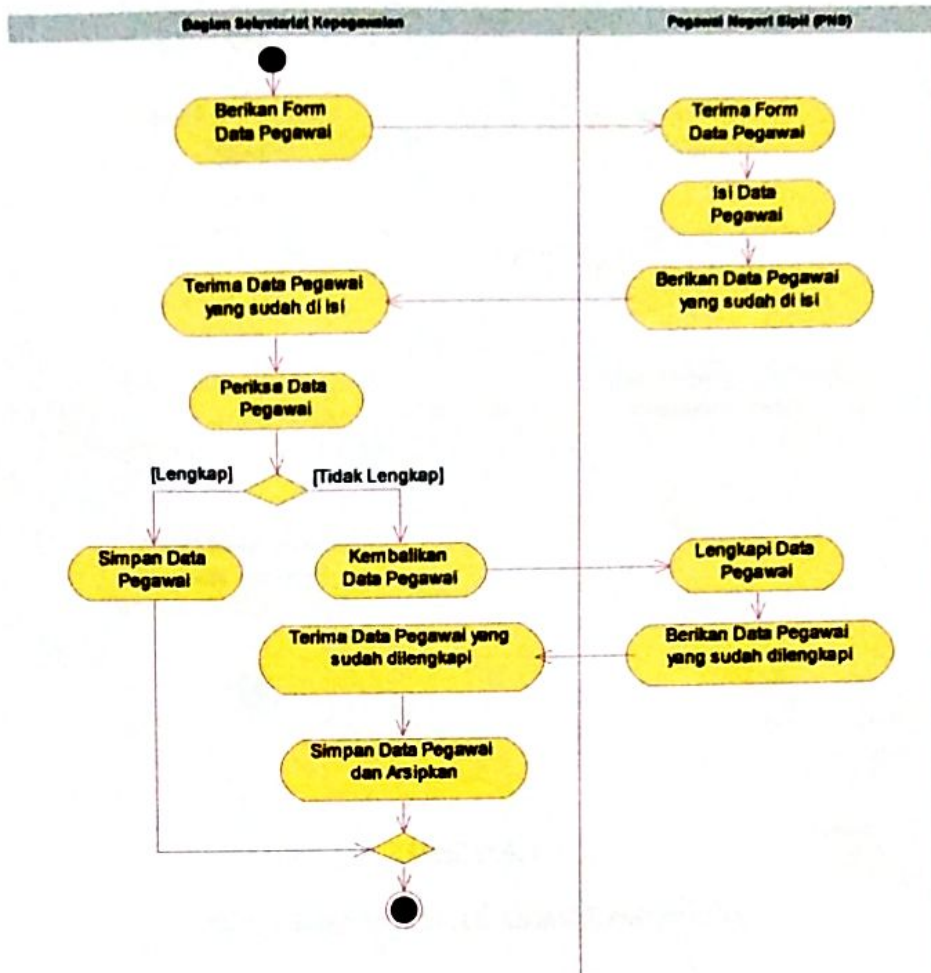 Bagian Sekretariat Kepegawaian
Pegawai Negeri Sipil (PNS)
Berikan Form
Data Pegawai
Terima Form
Data Pegawai
Isi Data
Pegawai
Berikan Data Pegawai
yang sudah di isi
Terima Data Pegawai
yang sudah di isi
Periksa Data
Pegawai
[Lengkap]
[Tidak Lengkap]
Simpan Data
Pegawai
Kembalikan
Data Pegawai
Lengkapi Data
Pegawai
Berikan Data Pegawai
yang sudah dilengkapi
Terima Data Pegawai yang
sudah dilengkapi
Simpan Data Pegawai
dan Arsipkan